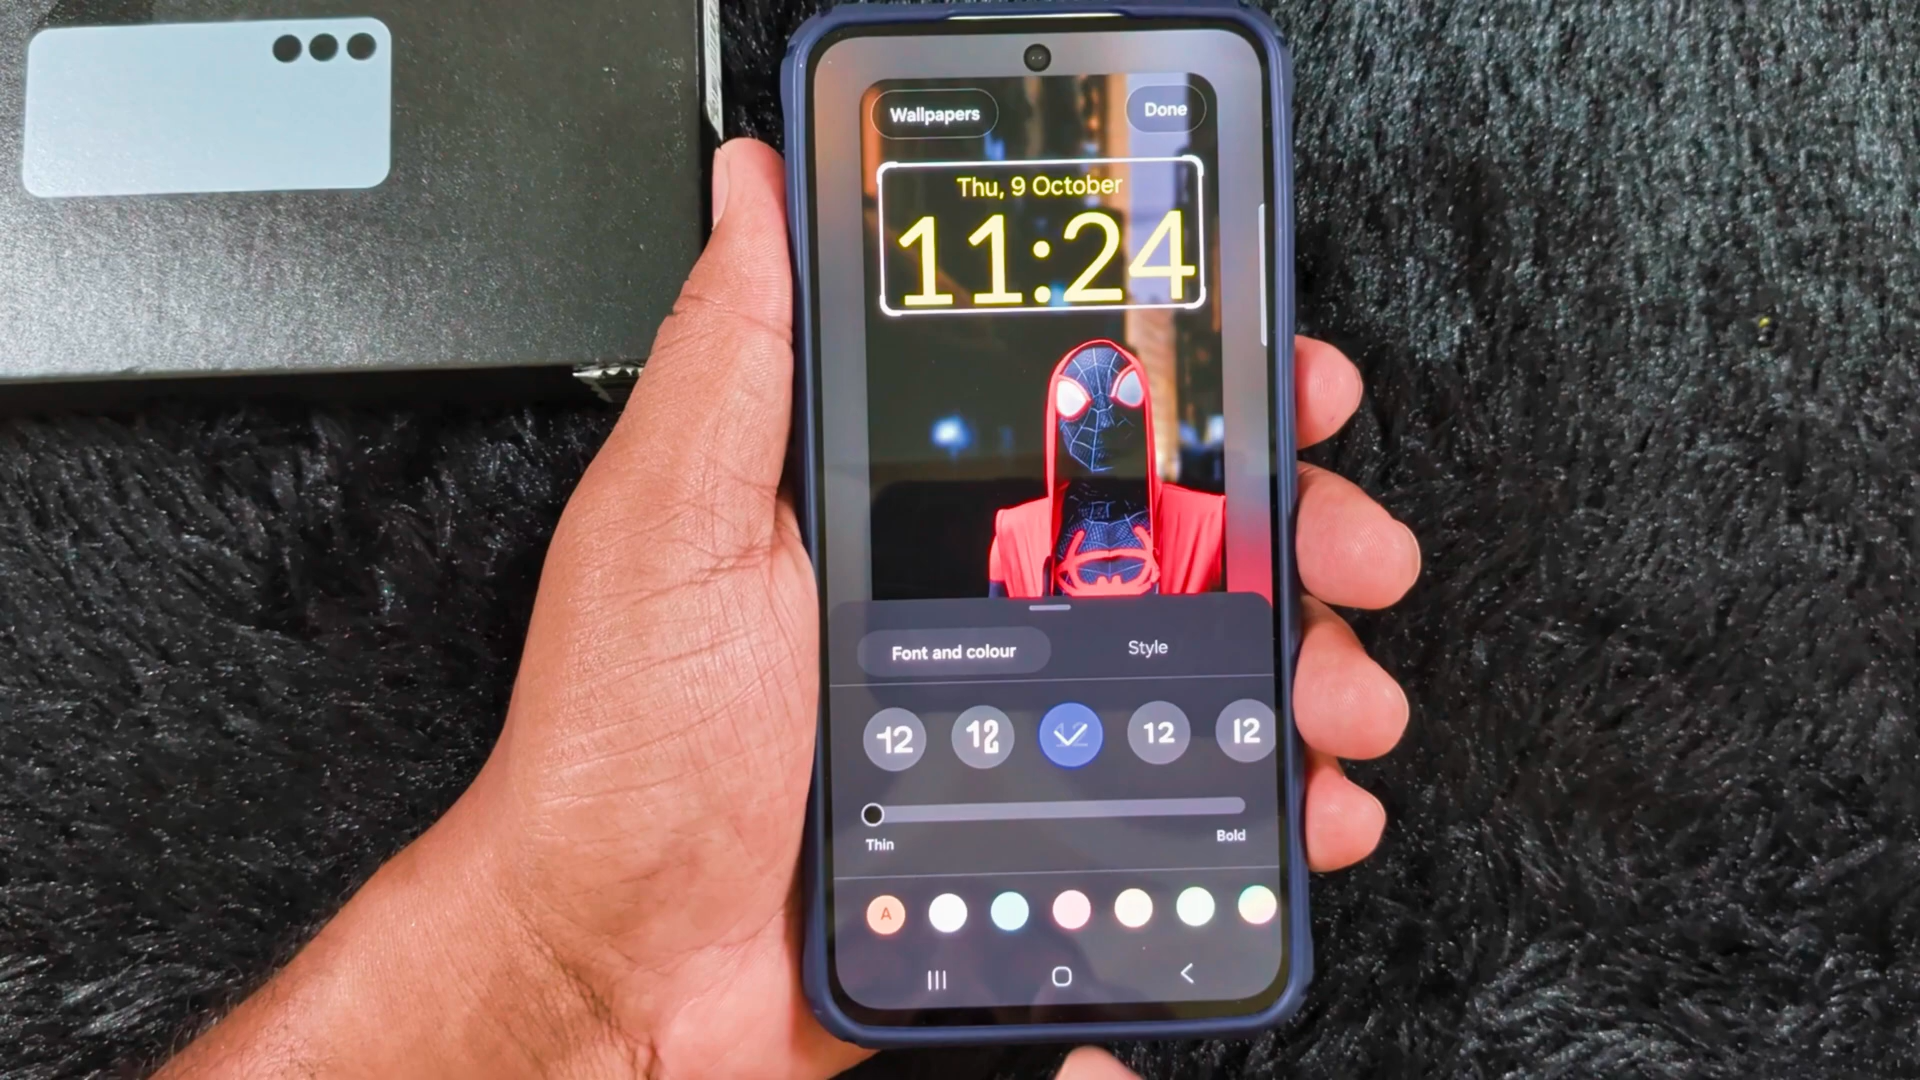 Wallpapers
Done
Thu, 9 October
11:24
Font and colour
Style
12
12
12
12
Thin
Bold
A